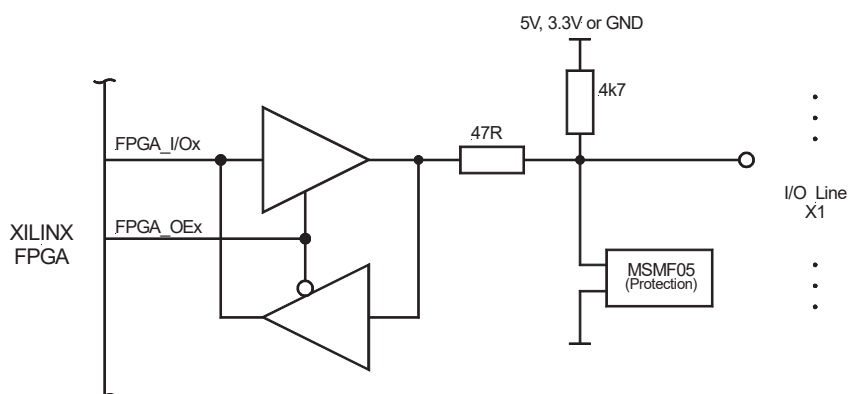 5V, 3.3V or GND
4k7
FPGA_I/Ox
47R
I/O Line
X1
FPGA_OEx
XILINX
FPGA
MSMF05
(Protection)